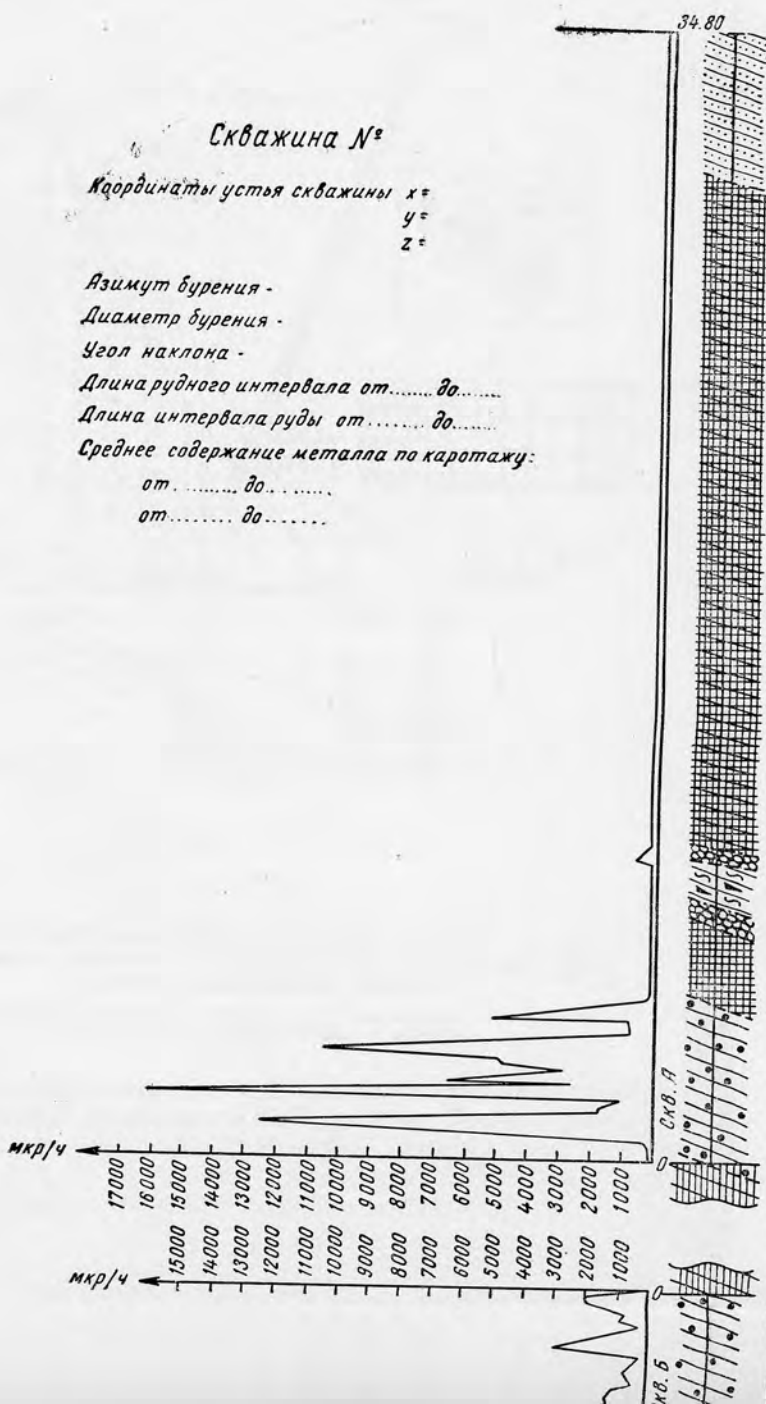 34.80
Скважина №
Координаты устья скважины x =
y =
z =
Азимут бурения -
Диаметр бурения -
Угол наклона -
Длина рудного интервала от........ до........
Длина интервала руды от........ до........
Среднее содержание металла по каротажу:
от.......... до..........
от........ до.......
Скв. А
мкр/ч
0
17000 16000 15000 14000 13000 12000 11000 10000 9000 8000 7000 6000 5000 4000 3000 2000 1000
15000 14000 13000 12000 11000 10000 9000 8000 7000 6000 5000 4000 3000 2000 1000
мкр/ч
0
Скв. Б